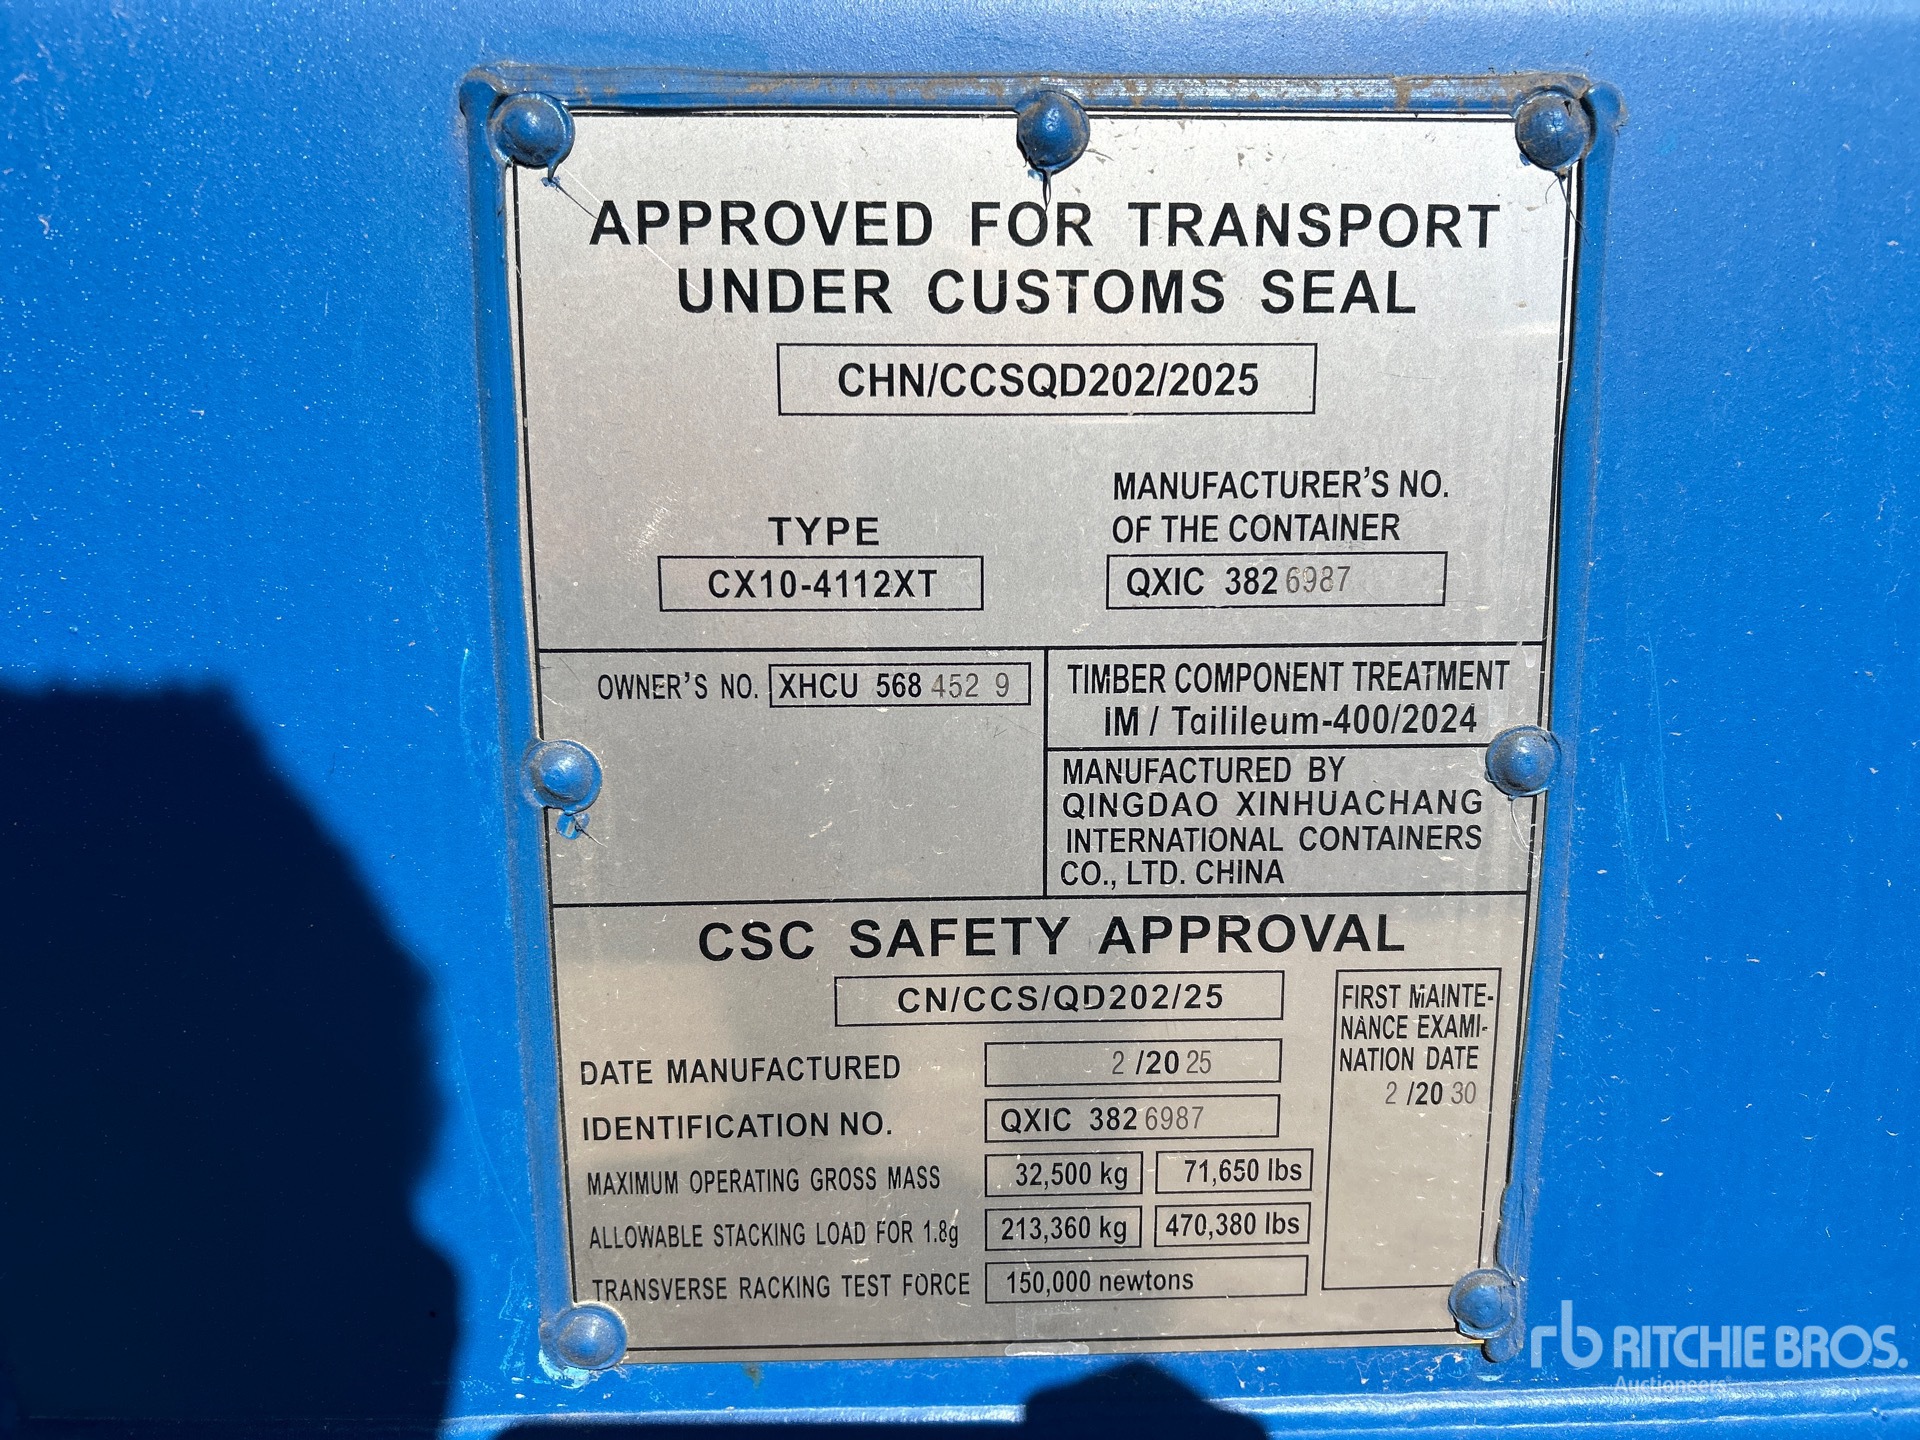 APPROVED FOR TRANSPORT
UNDER CUSTOMS SEAL
CHN/CCSQD202/2025
TYPE
CX10-4112XT
MANUFACTURER'S NO.
OF THE CONTAINER
QXIC 382 6987
OWNER'S NO. XHCU 568 452 9
TIMBER COMPONENT TREATMENT
IM / Tailileum-400/2024
MANUFACTURED BY
QINGDAO XINHUACHANG
INTERNATIONAL CONTAINERS
CO., LTD. CHINA
CSC SAFETY APPROVAL
CN/CCS/QD202/25
DATE MANUFACTURED 2 /20 25
IDENTIFICATION NO. QXIC 382 6987
MAXIMUM OPERATING GROSS MASS 32,500 kg 71,650 lbs
ALLOWABLE STACKING LOAD FOR 1.8g 213,360 kg 470,380 lbs
TRANSVERSE RACKING TEST FORCE 150,000 newtons
FIRST MAINTE-
NANCE EXAMI-
NATION DATE
2 /20 30
rb RITCHIE BROS.
Auctioneers